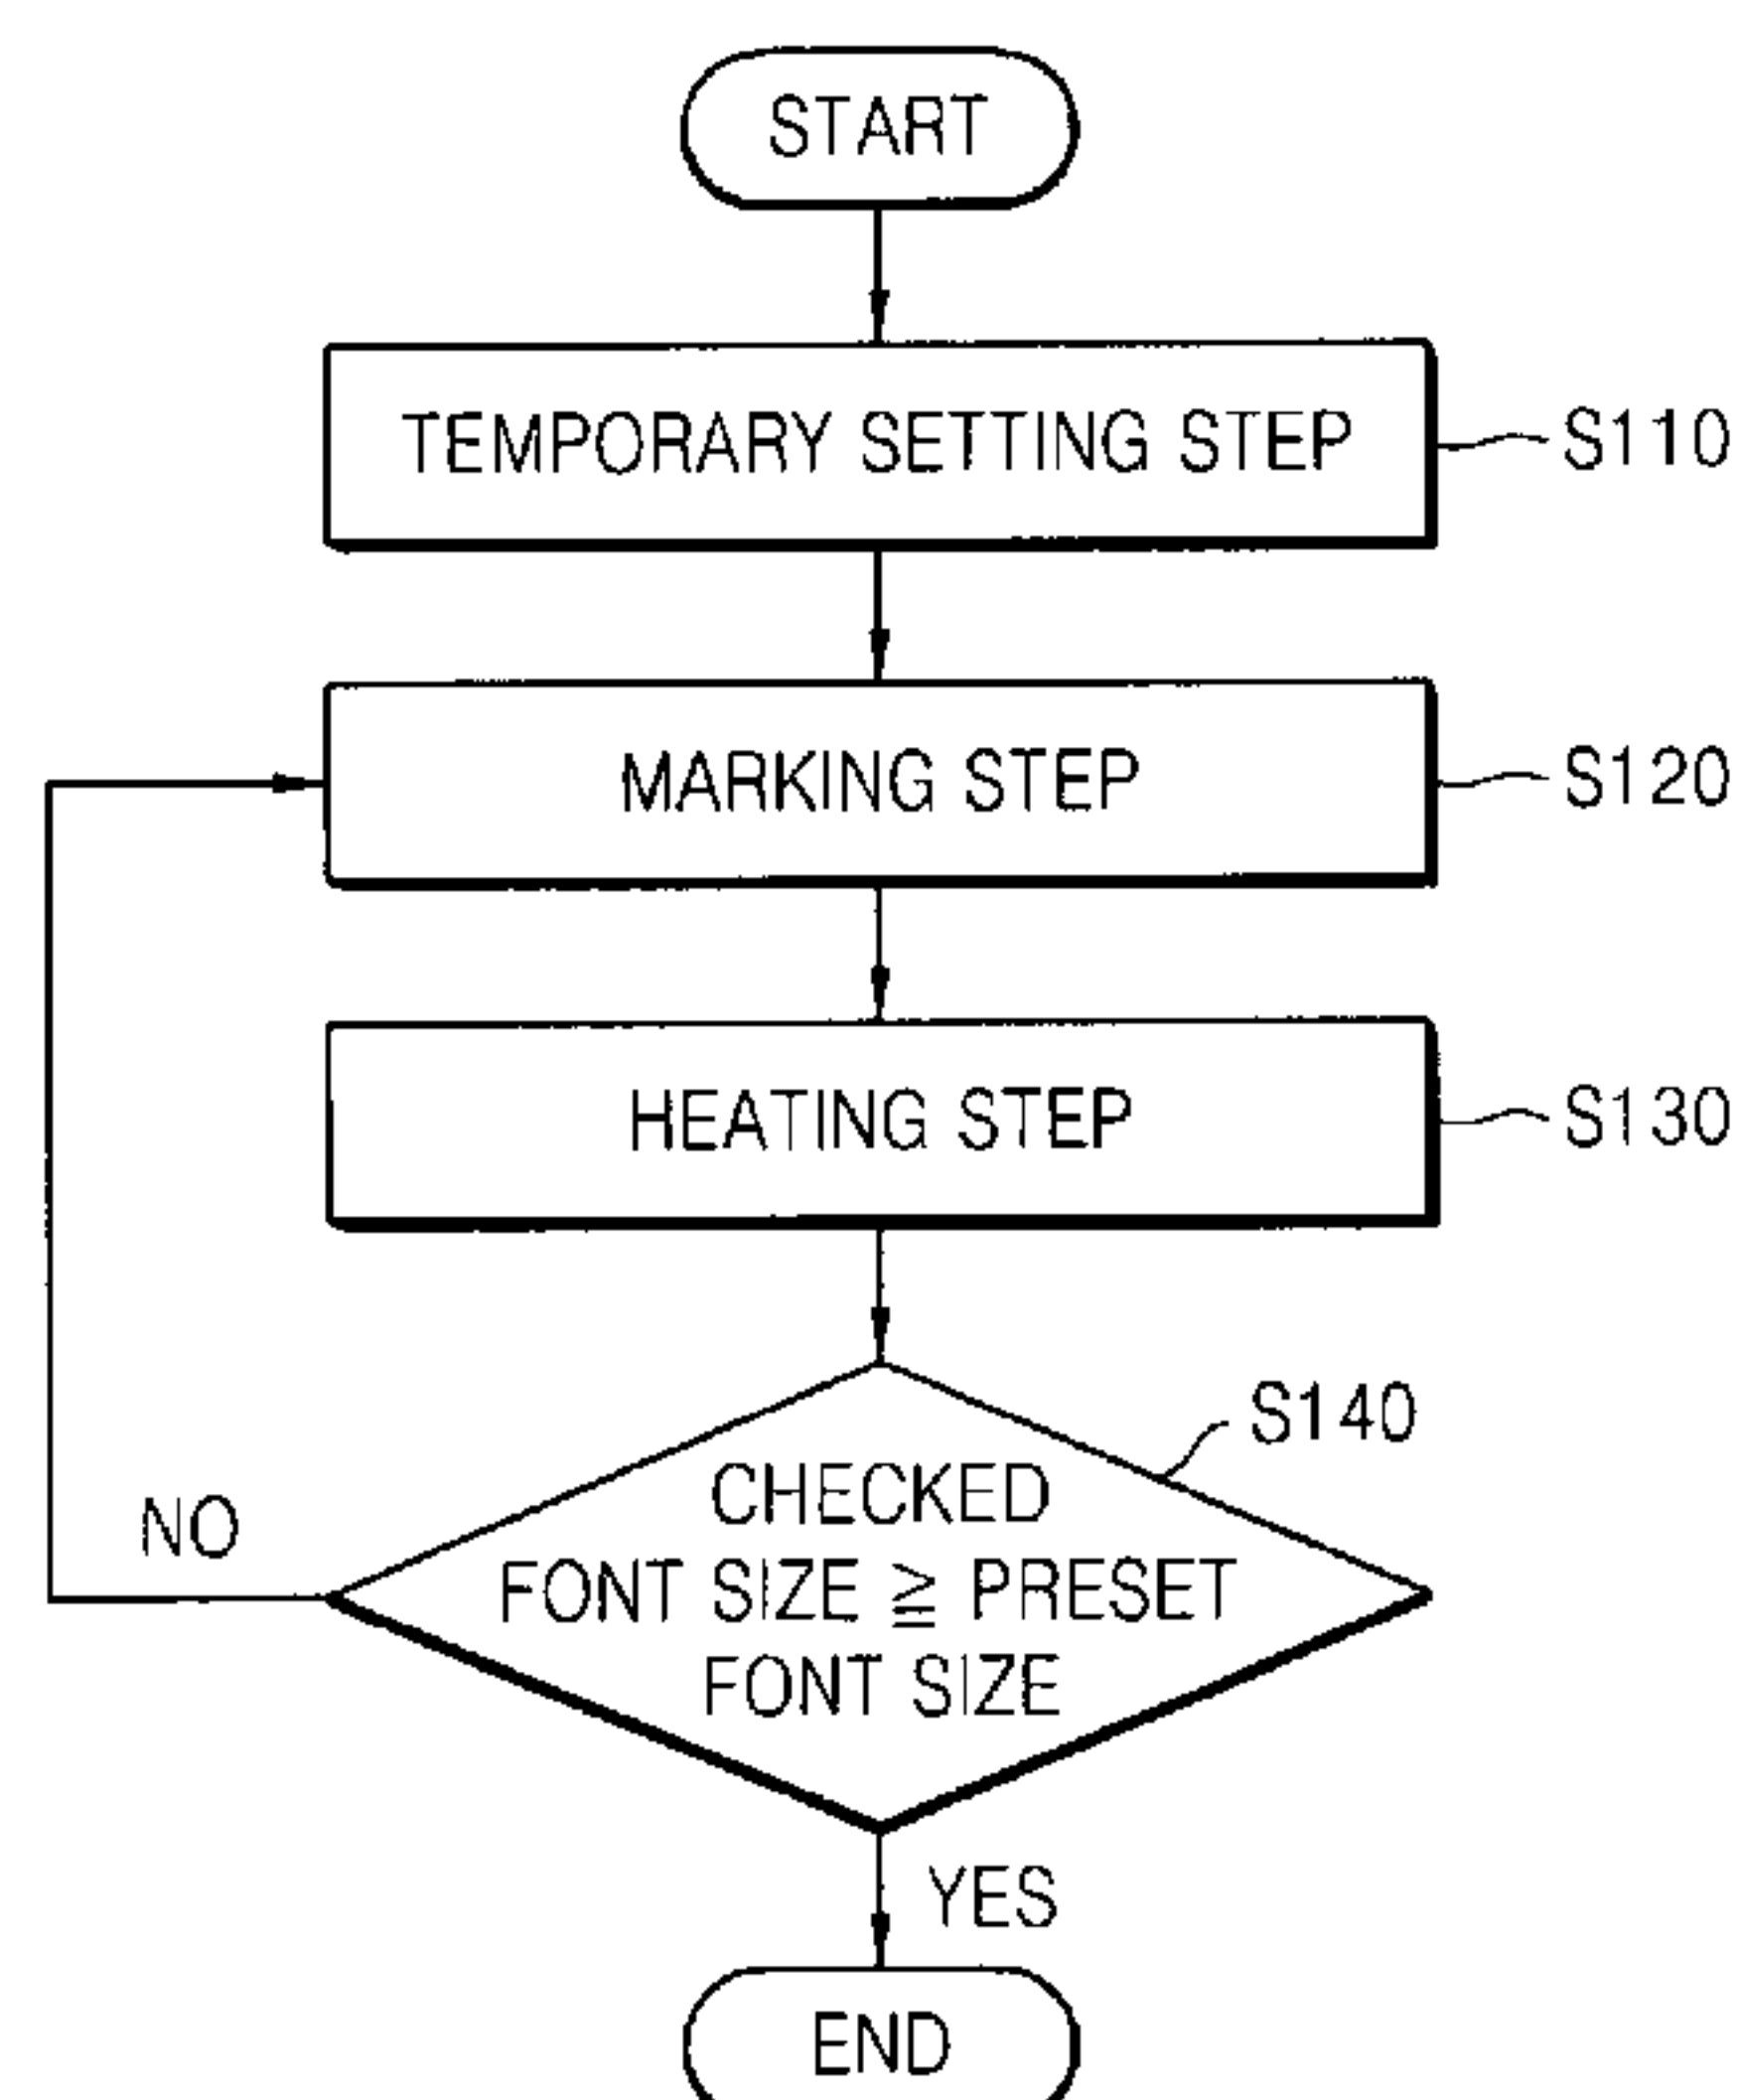 START
TEMPORARY SETTING STEP
S110
MARKING STEP
S120
HEATING STEP
S130
S140
CHECKED
FONT SIZE ≧ PRESET
FONT SIZE
NO
YES
END